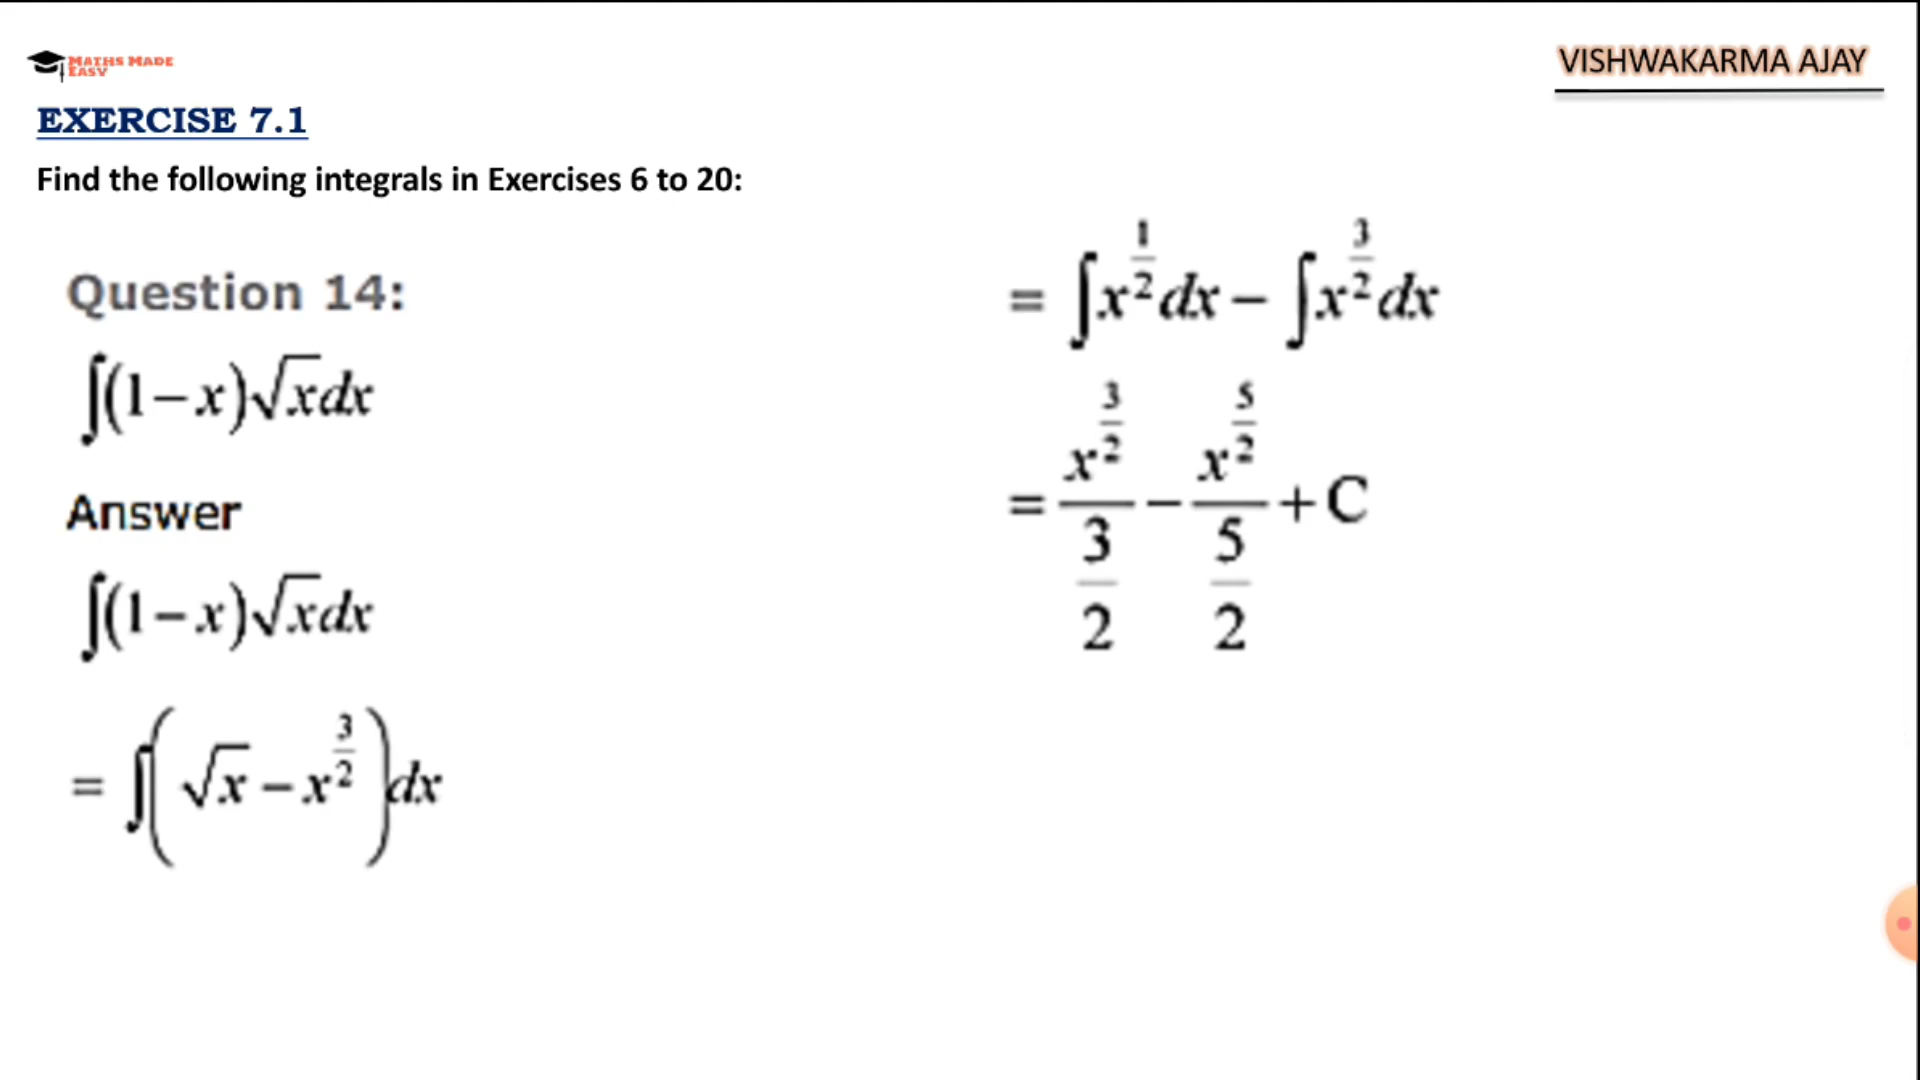 MATHS MADE
EASY
VISHWAKARMA AJAY
EXERCISE 7.1
Find the following integrals in Exercises 6 to 20:
Question 14:
∫(1−x)√x dx
Answer
∫(1−x)√x dx
= ∫(√x − x^(3/2)) dx
= ∫x^(1/2) dx − ∫x^(3/2) dx
= x^(3/2)/(3/2) − x^(5/2)/(5/2) + C